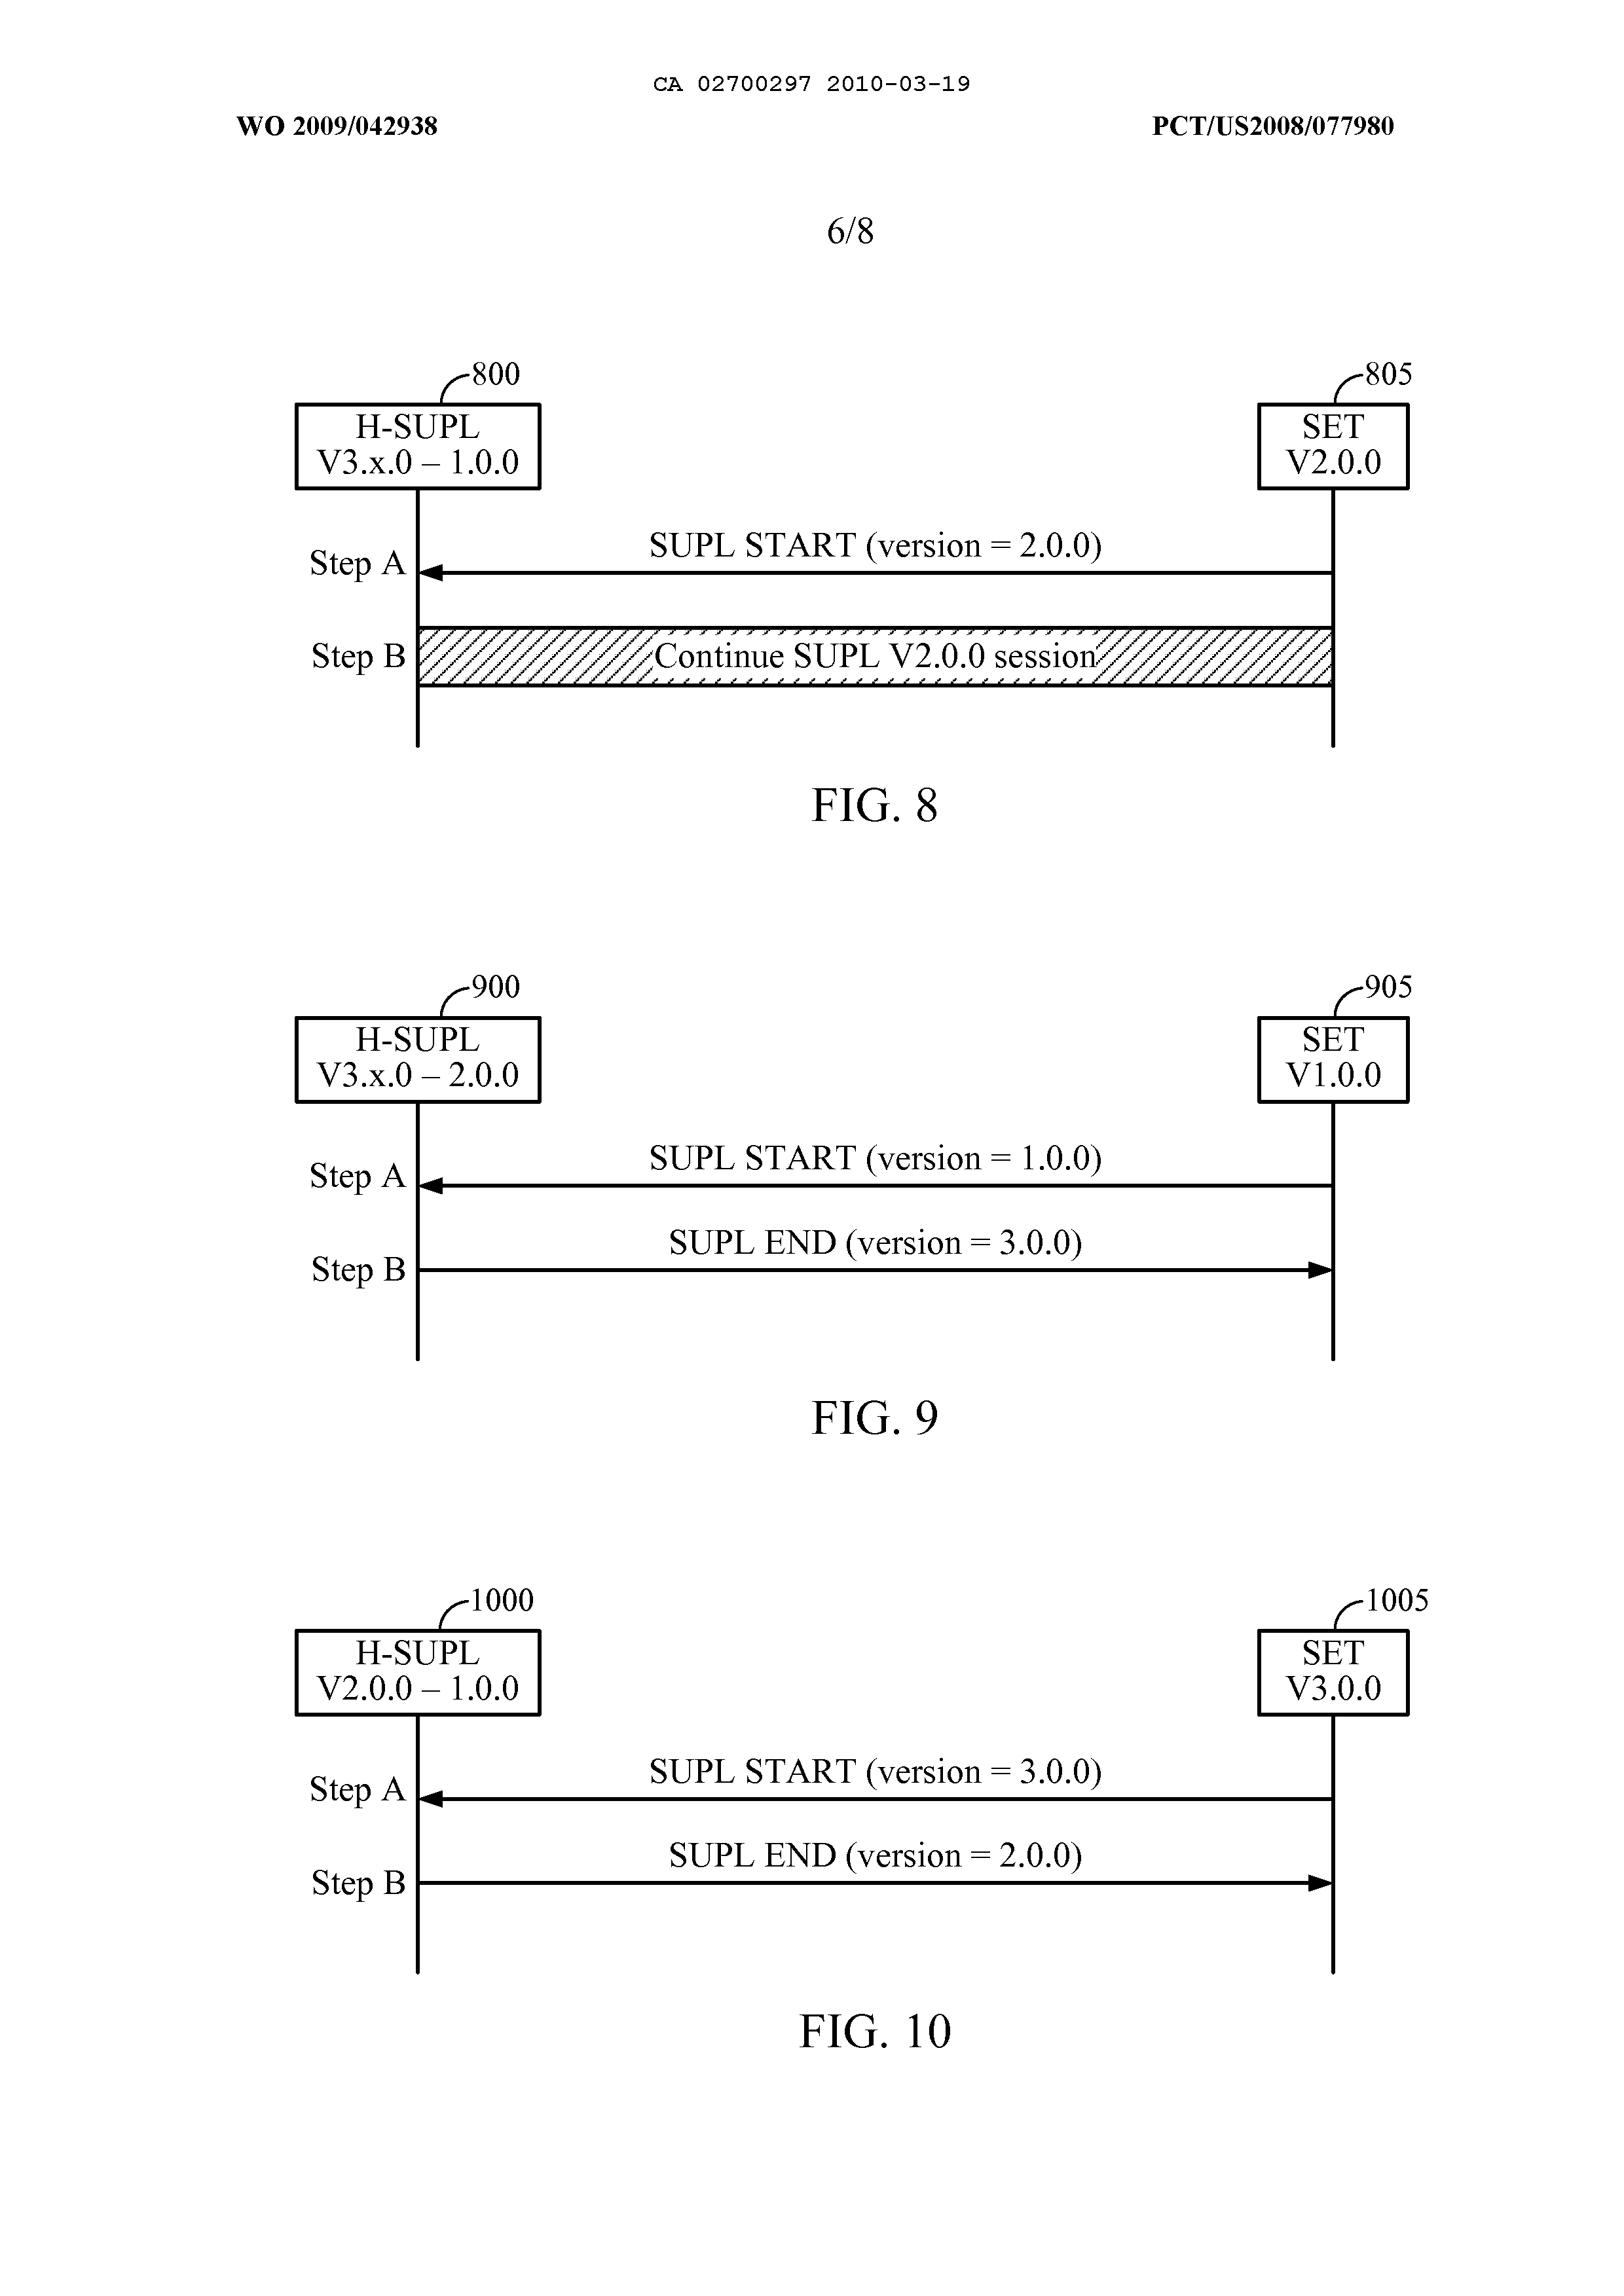 CA 02700297 2010-03-19
WO 2009/042938
PCT/US2008/077980
6/8
800
805
H-SUPL
V3.x.0 – 1.0.0
SET
V2.0.0
SUPL START (version = 2.0.0)
Step A
Step B
Continue SUPL V2.0.0 session
FIG. 8
900
905
H-SUPL
V3.x.0 – 2.0.0
SET
V1.0.0
SUPL START (version = 1.0.0)
Step A
SUPL END (version = 3.0.0)
Step B
FIG. 9
1000
1005
H-SUPL
V2.0.0 – 1.0.0
SET
V3.0.0
SUPL START (version = 3.0.0)
Step A
SUPL END (version = 2.0.0)
Step B
FIG. 10